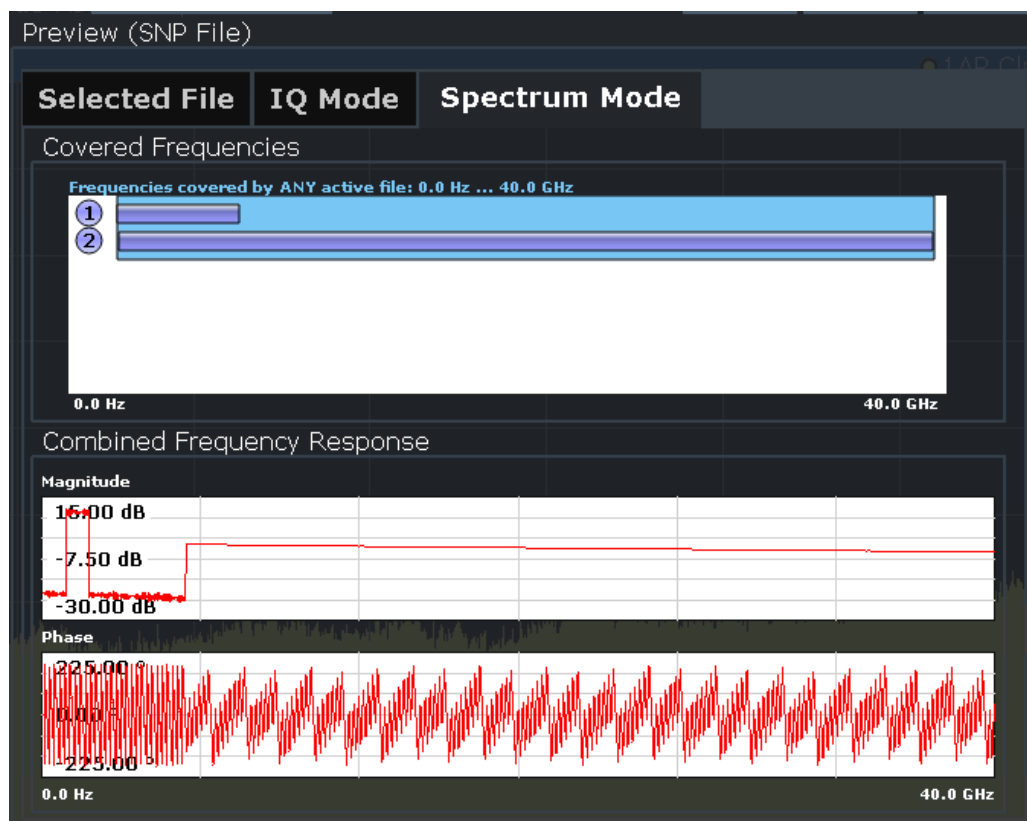 Preview (SNP File)
Selected File IQ Mode Spectrum Mode
Covered Frequencies
Frequencies covered by ANY active file: 0.0 Hz ... 40.0 GHz
1
2
0.0 Hz 40.0 GHz
Combined Frequency Response
Magnitude
15.00 dB
-7.50 dB
-30.00 dB
Phase
225.00 °
0.00 °
-225.00 °
0.0 Hz 40.0 GHz